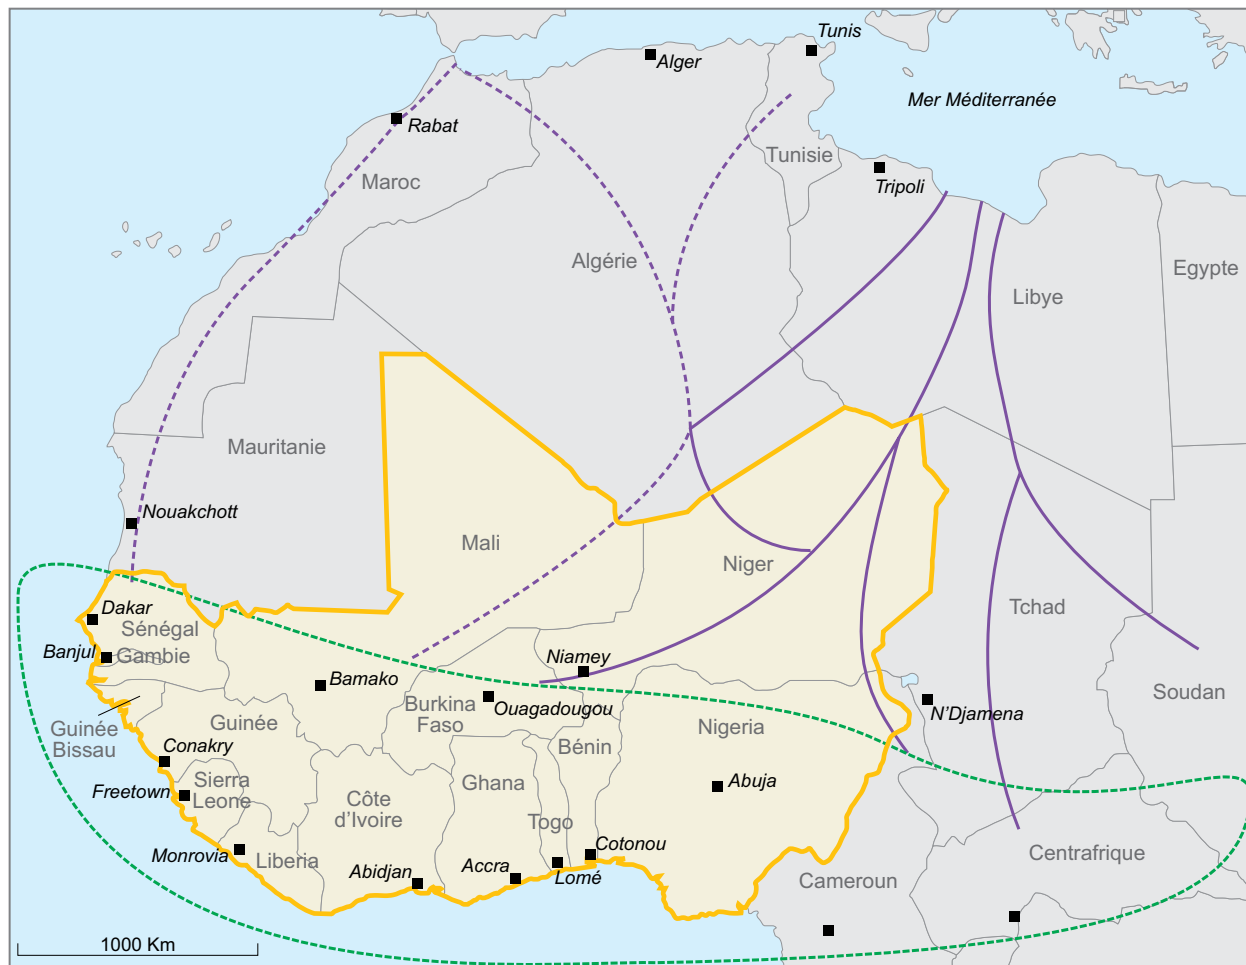 Tunis
Alger
Mer Méditerranée
Rabat
Tunisie
Maroc
Tripoli
Algérie
Egypte
Libye
Mauritanie
Nouakchott
Mali
Niger
Tchad
Dakar
Sénégal
Banjul
Gambie
Niamey
Bamako
Soudan
Burkina
Faso
Ouagadougou
N'Djamena
Guinée
Bissau
Guinée
Nigeria
Bénin
Conakry
Sierra
Leone
Freetown
Ghana
Abuja
Côte
d'Ivoire
Togo
Monrovia
Liberia
Cotonou
Centrafrique
Abidjan
Accra
Lomé
Cameroun
1000 Km